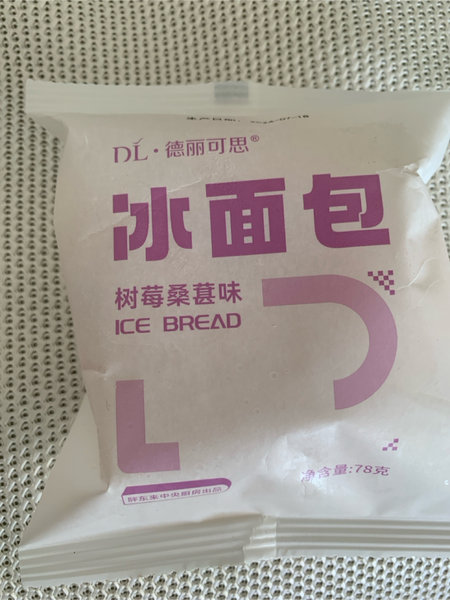 DL·德丽可思®
冰面包
树莓桑葚味
ICE BREAD
净含量:78克
胖东来中央厨房出品